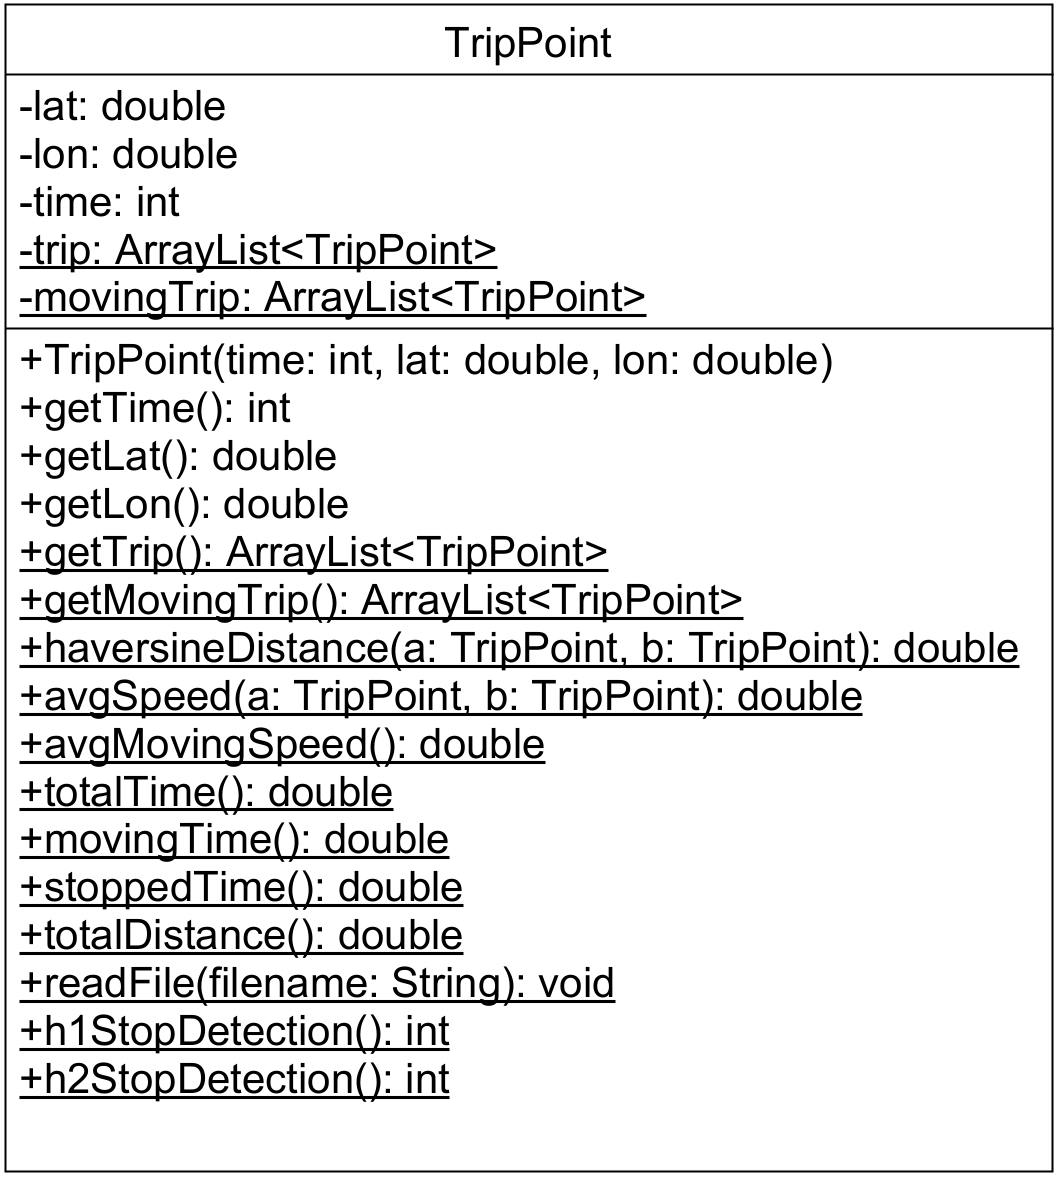 TripPoint
-lat: double
-lon: double
-time: int
-trip: ArrayList<TripPoint>
-movingTrip: ArrayList<TripPoint>
+TripPoint(time: int, lat: double, lon: double)
+getTime(): int
+getLat(): double
+getLon(): double
+getTrip(): ArrayList<TripPoint>
+getMovingTrip(): ArrayList<TripPoint>
+haversineDistance(a: TripPoint, b: TripPoint): double
+avgSpeed(a: TripPoint, b: TripPoint): double
+avgMovingSpeed(): double
+totalTime(): double
+movingTime(): double
+stoppedTime(): double
+totalDistance(): double
+readFile(filename: String): void
+h1StopDetection(): int
+h2StopDetection(): int